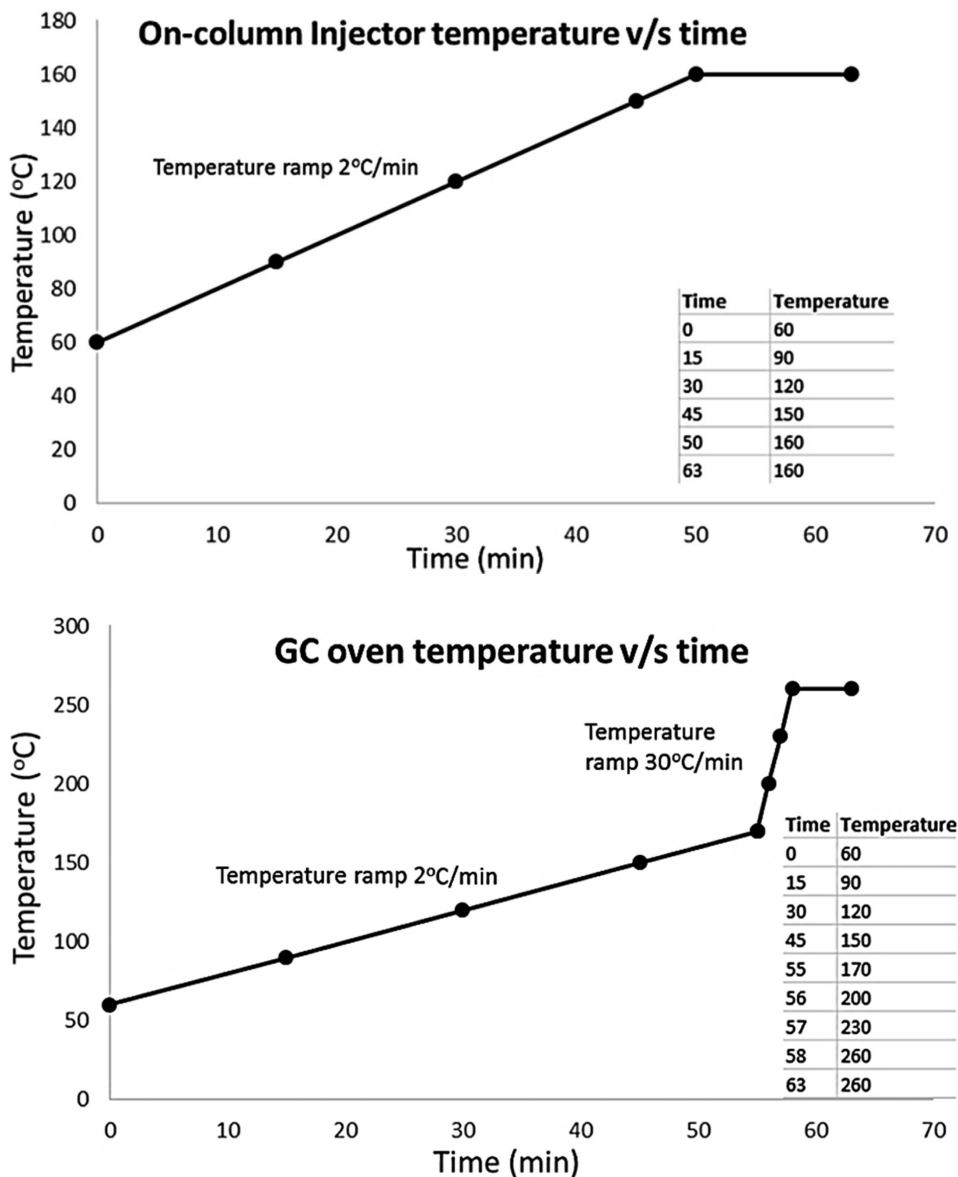 On-column Injector temperature v/s time
180
160
140
120
100
80
60
40
20
0
Temperature (°C)
Temperature ramp 2°C/min
Time Temperature
0 60
15 90
30 120
45 150
50 160
63 160
0 10 20 30 40 50 60 70
Time (min)
GC oven temperature v/s time
300
250
200
150
100
50
0
Temperature (°C)
Temperature
ramp 30°C/min
Temperature ramp 2°C/min
Time Temperature
0 60
15 90
30 120
45 150
55 170
56 200
57 230
58 260
63 260
0 10 20 30 40 50 60 70
Time (min)